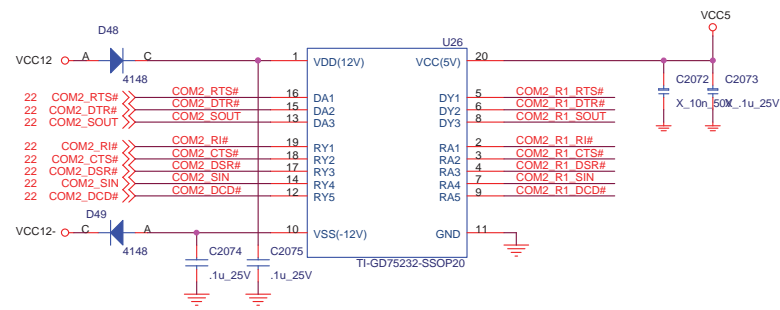 VCC5
D48
U26
VCC12 A C 1 VDD(12V) VCC(5V) 20
4148
C2072 C2073
X_10n_50V X_.1u_25V
22 COM2_RTS# COM2_RTS# 16 DA1 DY1 5 COM2_R1_RTS#
22 COM2_DTR# COM2_DTR# 15 DA2 DY2 6 COM2_R1_DTR#
22 COM2_SOUT COM2_SOUT 13 DA3 DY3 8 COM2_R1_SOUT
22 COM2_RI# COM2_RI# 19 RY1 RA1 2 COM2_R1_RI#
22 COM2_CTS# COM2_CTS# 18 RY2 RA2 3 COM2_R1_CTS#
22 COM2_DSR# COM2_DSR# 17 RY3 RA3 4 COM2_R1_DSR#
22 COM2_SIN COM2_SIN 14 RY4 RA4 7 COM2_R1_SIN
22 COM2_DCD# COM2_DCD# 12 RY5 RA5 9 COM2_R1_DCD#
D49
VCC12- C A 10 VSS(-12V) GND 11
4148
C2074 C2075
.1u_25V .1u_25V
TI-GD75232-SSOP20